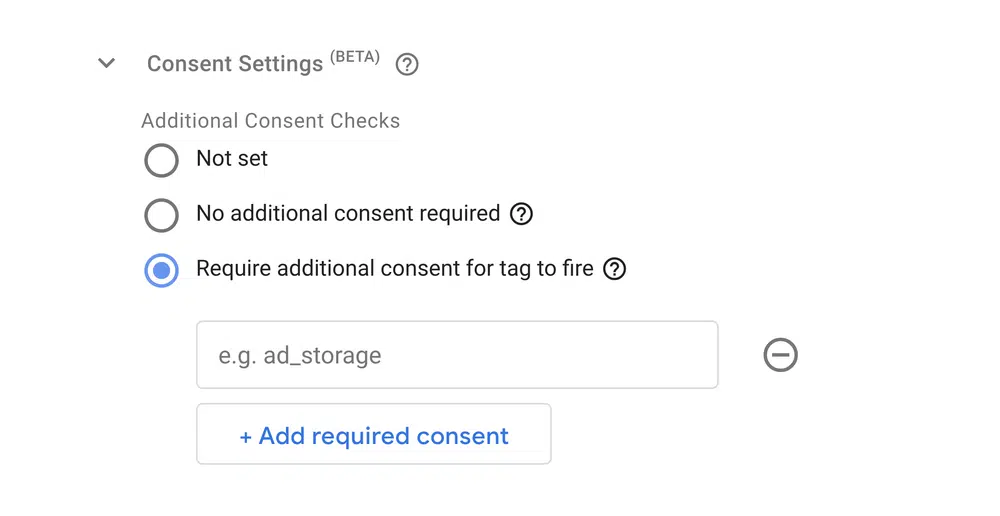 Consent Settings (BETA)
Additional Consent Checks
Not set
No additional consent required
Require additional consent for tag to fire
e.g. ad_storage
+ Add required consent